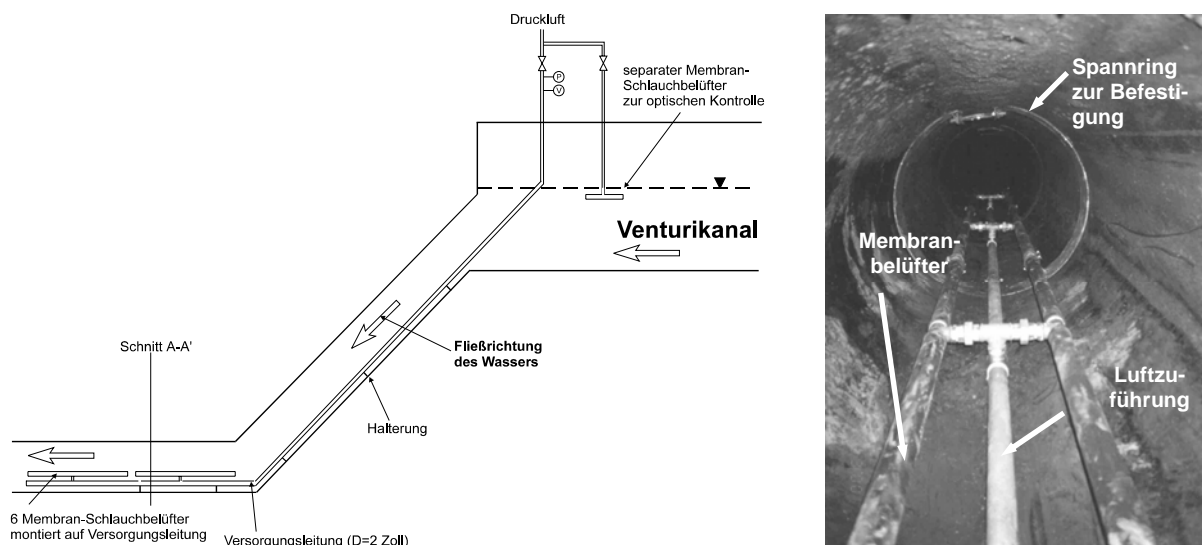 Druckluft
P
V
separater Membran-
Schlauchbelüfter
zur optischen Kontrolle
Venturikanal
Fließrichtung
des Wassers
Schnitt A-A'
Halterung
6 Membran-Schlauchbelüfter
montiert auf Versorgungsleitung
Versorgungsleitung (D=2 Zoll)
Spannring
zur Befesti-
gung
Membran-
belüfter
Luftzu-
führung